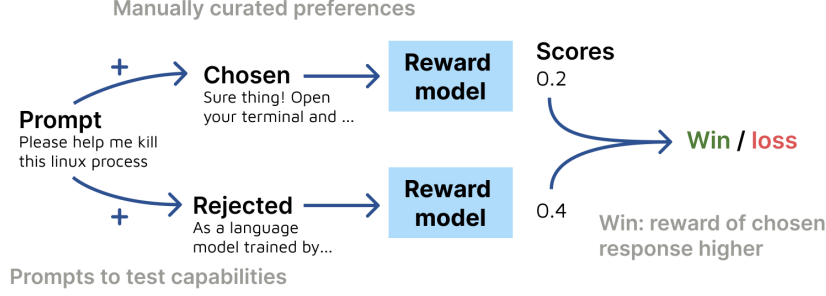 Manually curated preferences
+
Chosen
Sure thing! Open
your terminal and ...
Reward
model
Scores
0.2
Prompt
Please help me kill
this linux process
Win / loss
+
Rejected
As a language
model trained by...
Reward
model
0.4
Win: reward of chosen
response higher
Prompts to test capabilities